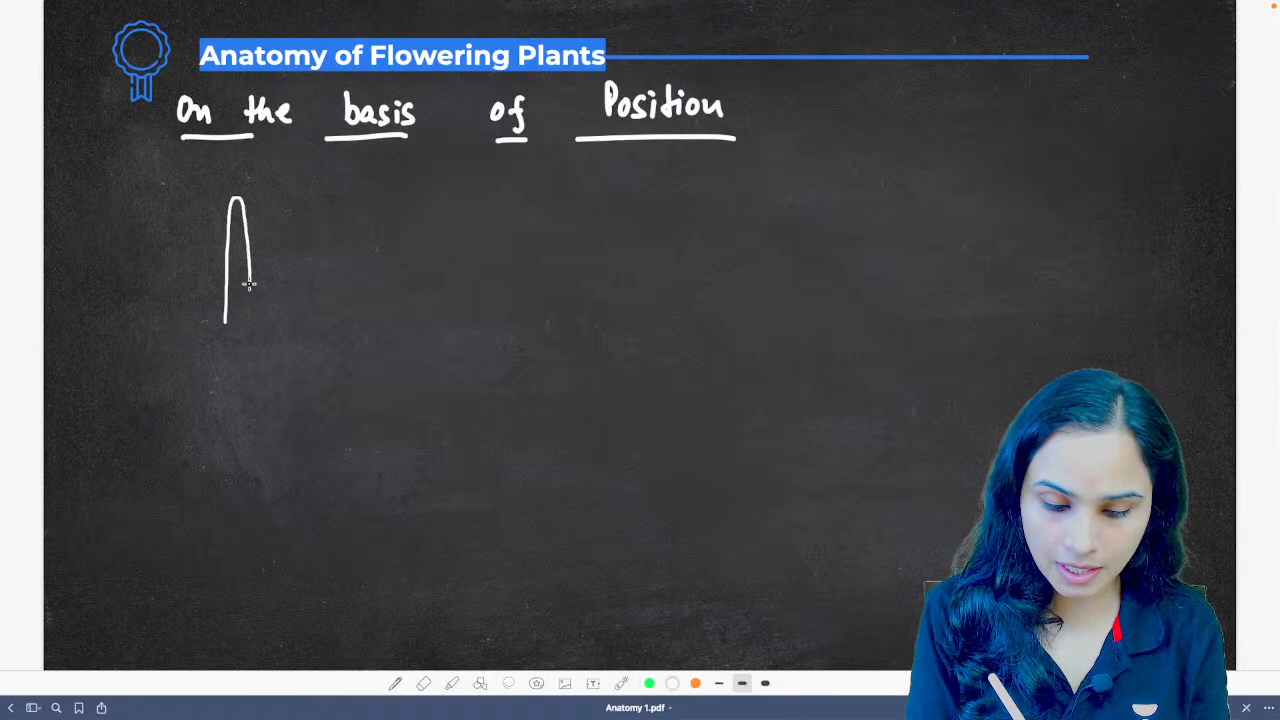 Anatomy of Flowering Plants
On the basis of Position
Anatomy 1.pdf